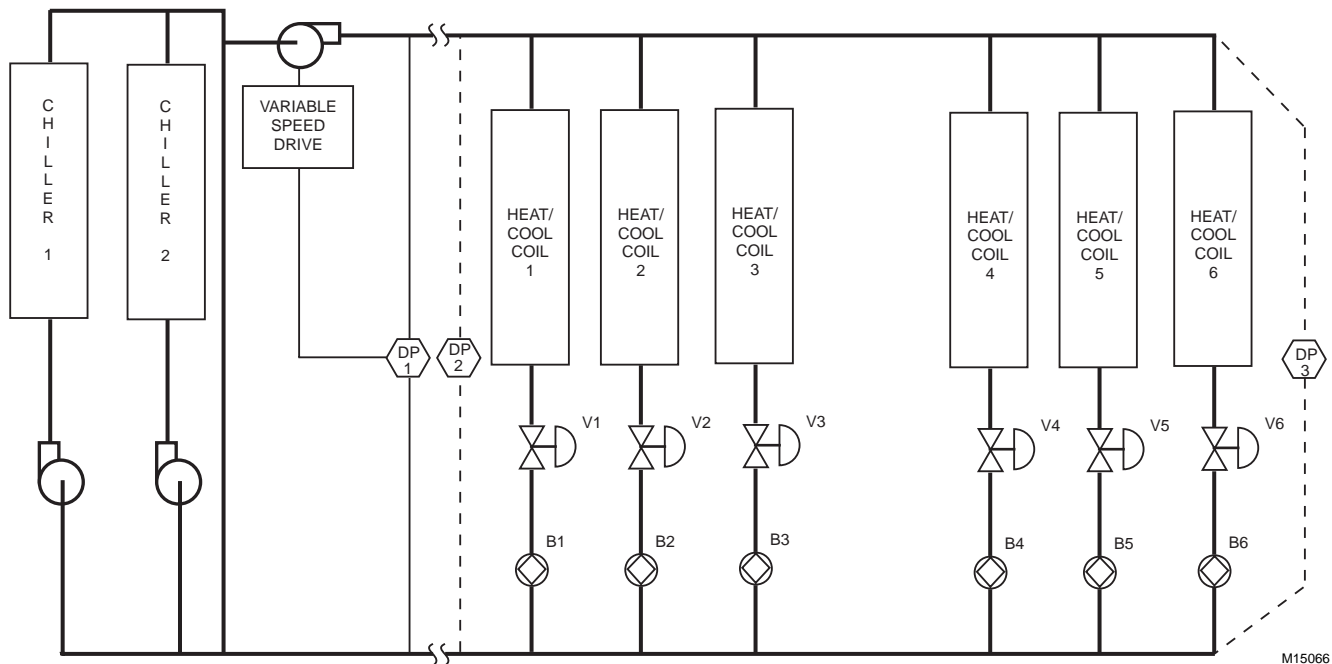 C
H
I
L
L
E
R
1
C
H
I
L
L
E
R
2
VARIABLE
SPEED
DRIVE
DP
1
DP
2
HEAT/
COOL
COIL
1
HEAT/
COOL
COIL
2
HEAT/
COOL
COIL
3
HEAT/
COOL
COIL
4
HEAT/
COOL
COIL
5
HEAT/
COOL
COIL
6
DP
3
V1
V2
V3
V4
V5
V6
B1
B2
B3
B4
B5
B6
M15066